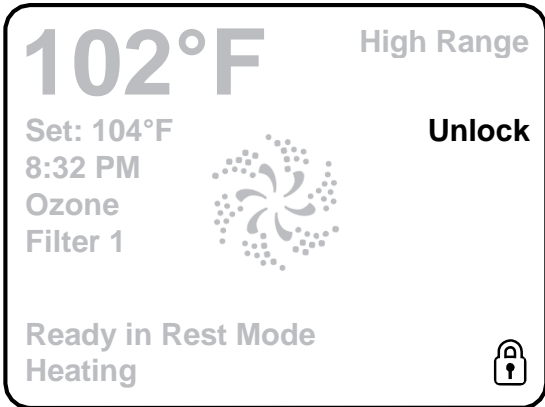 102°F
High Range
Set: 104°F
Unlock
8:32 PM
Ozone
Filter 1
Ready in Rest Mode
Heating